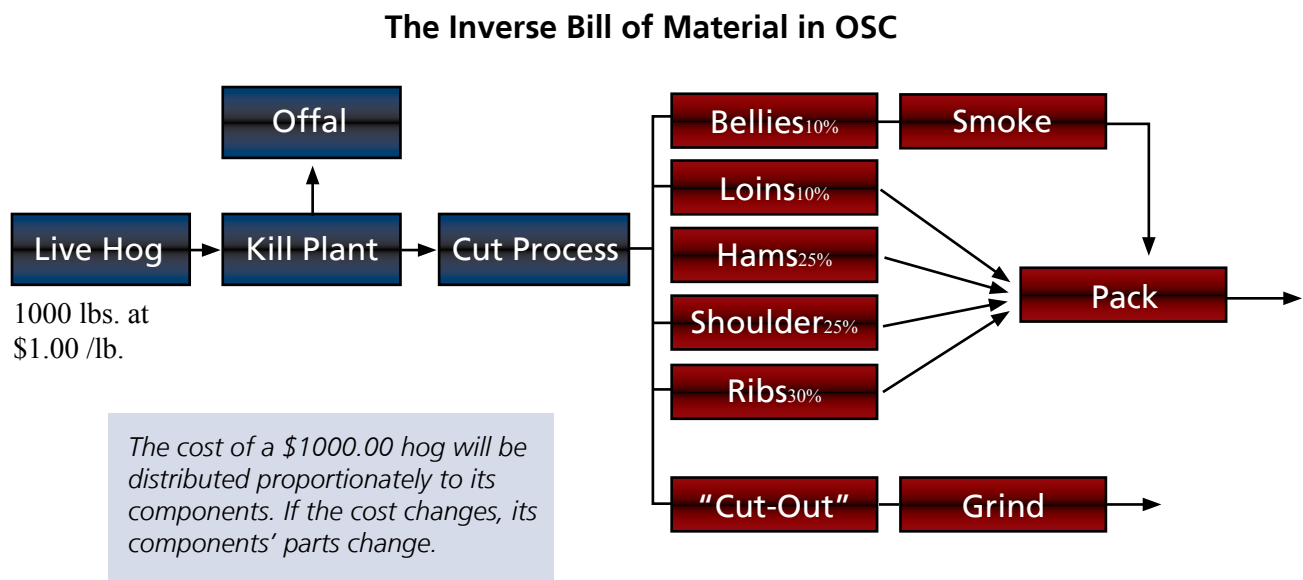 The Inverse Bill of Material in OSC
Offal
Live Hog
Kill Plant
Cut Process
1000 lbs. at
$1.00 /lb.
Bellies10%
Smoke
Loins10%
Hams25%
Shoulder25%
Ribs30%
Pack
“Cut-Out”
Grind
The cost of a $1000.00 hog will be
distributed proportionately to its
components. If the cost changes, its
components’ parts change.